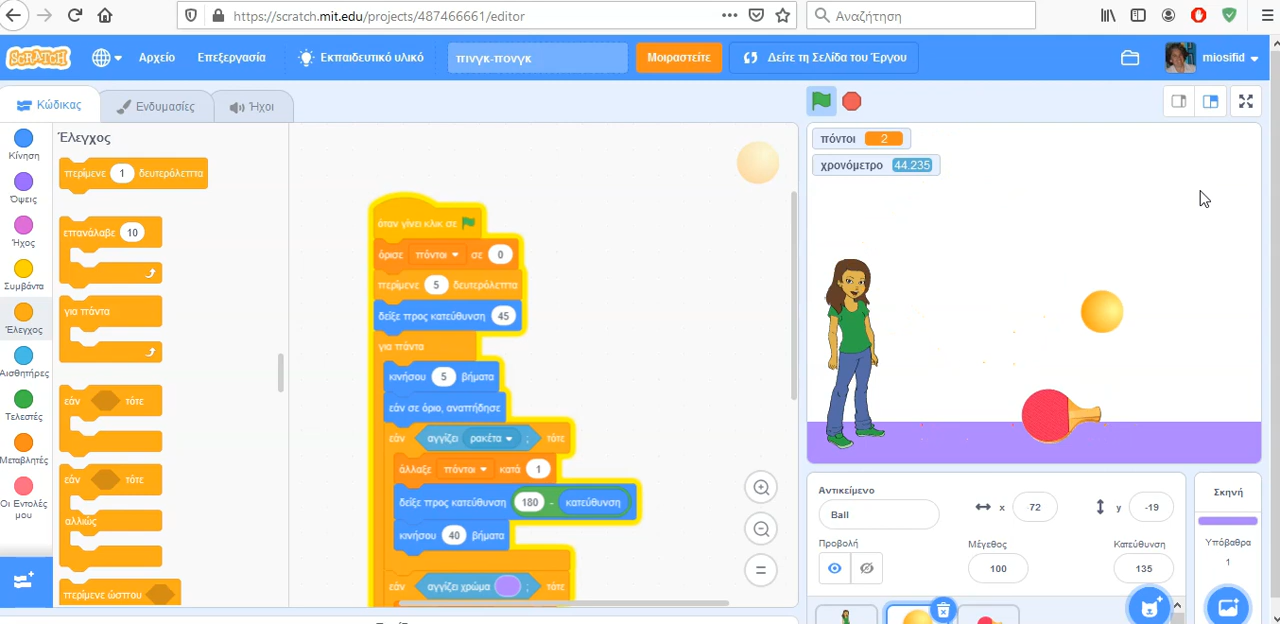 https://scratch.mit.edu/projects/487466661/editor
Αναζήτηση
SCRATCH
Αρχείο
Επεξεργασία
Εκπαιδευτικό υλικό
πινγκ-πονγκ
Μοιραστείτε
Δείτε τη Σελίδα του Έργου
miosifid
Κώδικας
Ενδυμασίες
Ήχοι
Κίνηση
Όψεις
Ήχος
Συμβάντα
Έλεγχος
Αισθητήρες
Τελεστές
Μεταβλητές
Οι Εντολές
μου
Έλεγχος
περίμενε 1 δευτερόλεπτα
επανάλαβε 10
για πάντα
εάν τότε
εάν τότε
αλλιώς
περίμενε ώσπου
όταν γίνει κλικ σε
όρισε πόντοι σε 0
περίμενε 5 δευτερόλεπτα
δείξε προς κατεύθυνση 45
για πάντα
κινήσου 5 βήματα
εάν σε όριο, αναπήδησε
εάν αγγίζει ρακέτα ; τότε
άλλαξε πόντοι κατά 1
δείξε προς κατεύθυνση 180 - κατεύθυνση
κινήσου 40 βήματα
εάν αγγίζει χρώμα ; τότε
πόντοι 2
χρονόμετρο 44.235
Αντικείμενο
Ball
x 72
y -19
Προβολή
Μέγεθος
100
Κατεύθυνση
135
Σκηνή
Υπόβαθρα
1